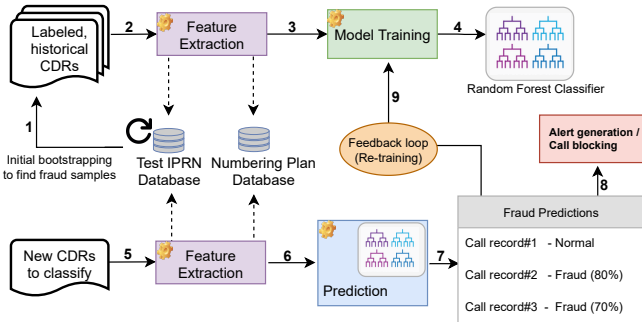 Labeled,
historical
CDRs
2
Feature
Extraction
3
Model Training
4
Random Forest Classifier
1
Initial bootstrapping
to find fraud samples
Test IPRN
Database
Numbering Plan
Database
9
Feedback loop
(Re-training)
Alert generation /
Call blocking
8
New CDRs
to classify
5
Feature
Extraction
6
Prediction
7
Fraud Predictions
Call record#1 - Normal
Call record#2 - Fraud (80%)
Call record#3 - Fraud (70%)